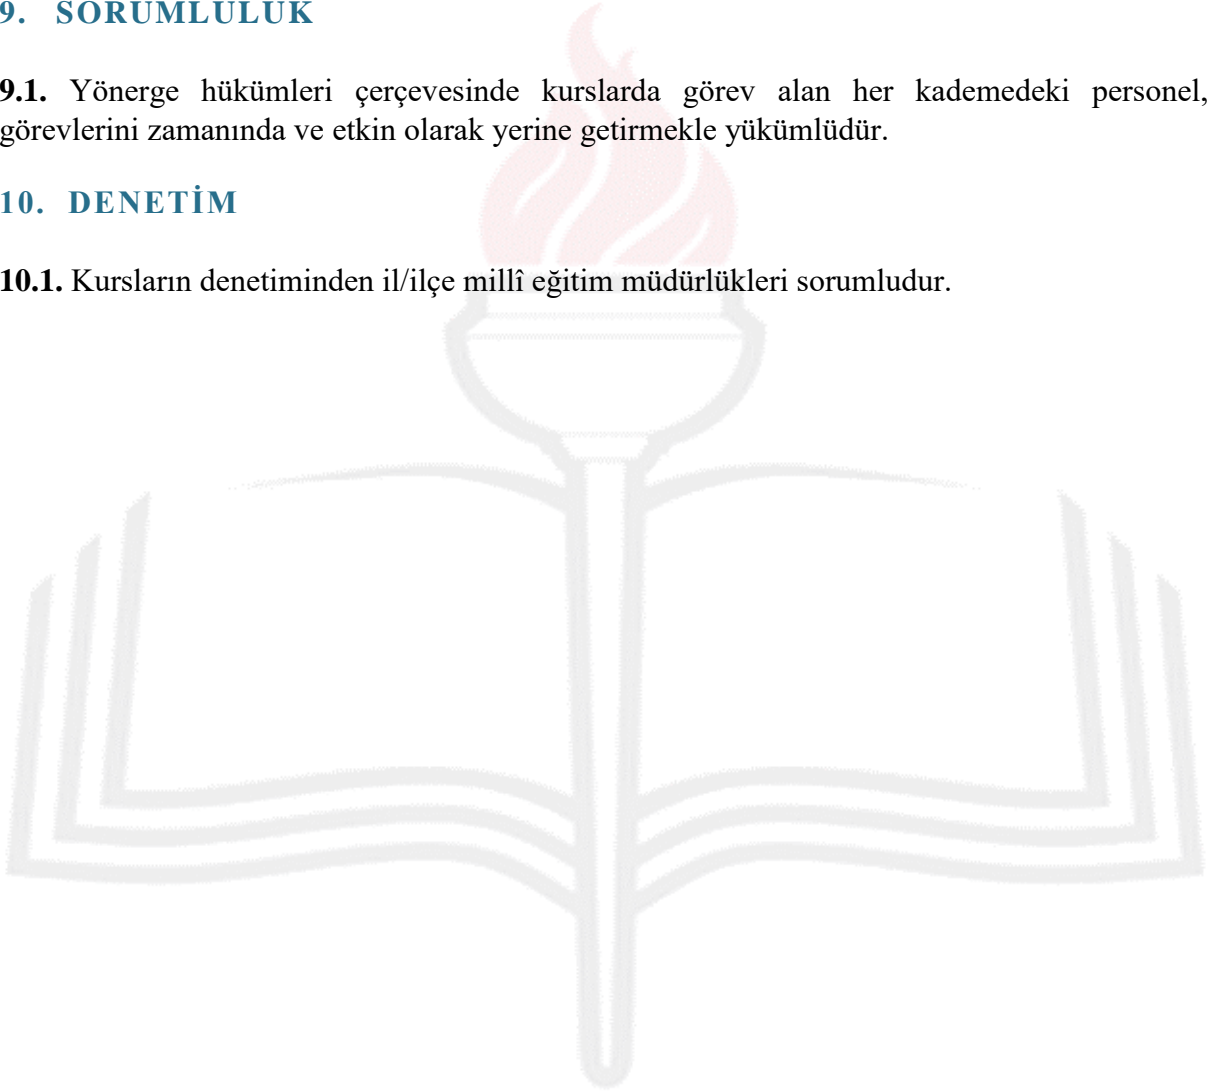 9. SORUMLULUK
9.1. Yönerge hükümleri çerçevesinde kurslarda görev alan her kademedeki personel,
görevlerini zamanında ve etkin olarak yerine getirmekle yükümlüdür.
10. DENETİM
10.1. Kursların denetiminden il/ilçe millî eğitim müdürlükleri sorumludur.